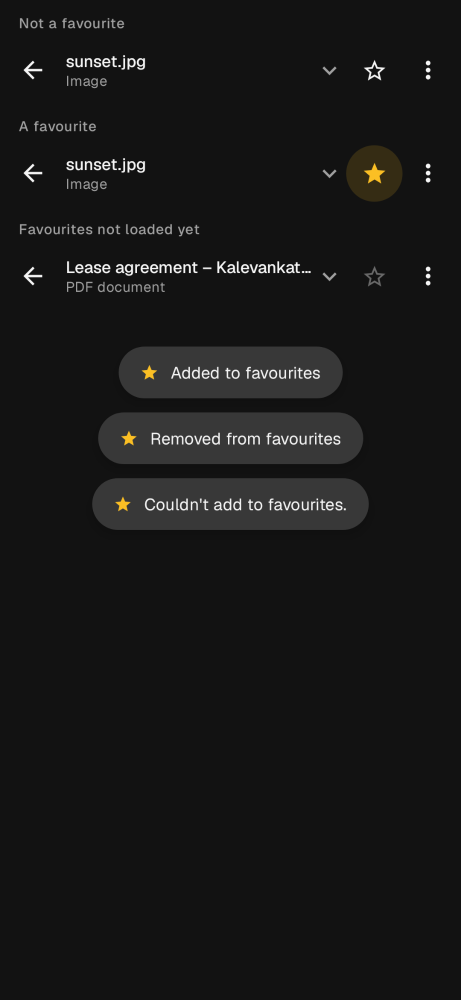 Not a favourite
sunset.jpg
Image
A favourite
sunset.jpg
Image
Favourites not loaded yet
Lease agreement – Kalevankat…
PDF document
Added to favourites
Removed from favourites
Couldn't add to favourites.